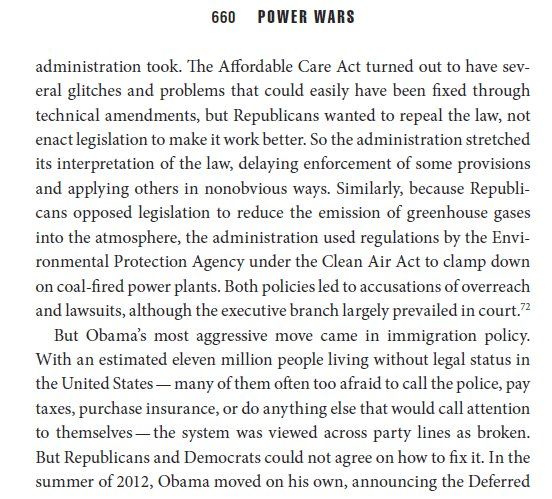 660 POWER WARS
administration took. The Affordable Care Act turned out to have sev-
eral glitches and problems that could easily have been fixed through
technical amendments, but Republicans wanted to repeal the law, not
enact legislation to make it work better. So the administration stretched
its interpretation of the law, delaying enforcement of some provisions
and applying others in nonobvious ways. Similarly, because Republi-
cans opposed legislation to reduce the emission of greenhouse gases
into the atmosphere, the administration used regulations by the Envi-
ronmental Protection Agency under the Clean Air Act to clamp down
on coal-fired power plants. Both policies led to accusations of overreach
and lawsuits, although the executive branch largely prevailed in court.72
But Obama's most aggressive move came in immigration policy.
With an estimated eleven million people living without legal status in
the United States — many of them often too afraid to call the police, pay
taxes, purchase insurance, or do anything else that would call attention
to themselves — the system was viewed across party lines as broken.
But Republicans and Democrats could not agree on how to fix it. In the
summer of 2012, Obama moved on his own, announcing the Deferred